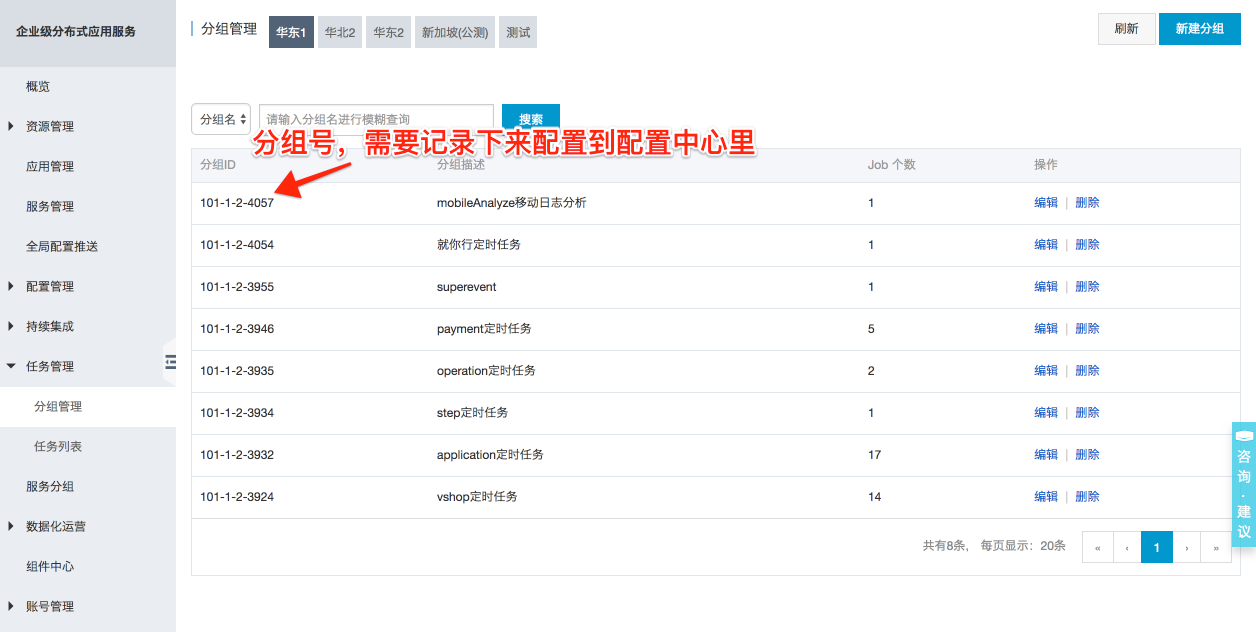 企业级分布式应用服务
概览
资源管理
应用管理
服务管理
全局配置推送
配置管理
持续集成
任务管理
分组管理
任务列表
服务分组
数据化运营
组件中心
账号管理
分组管理 华东1 华北2 华东2 新加坡(公测) 测试
刷新 新建分组
分组名 请输入分组名进行模糊查询 搜索
分组号，需要记录下来配置到配置中心里
分组ID 分组描述 Job 个数 操作
101-1-2-4057 mobileAnalyze移动日志分析 1 编辑 | 删除
101-1-2-4054 就你行定时任务 1 编辑 | 删除
101-1-2-3955 superevent 1 编辑 | 删除
101-1-2-3946 payment定时任务 5 编辑 | 删除
101-1-2-3935 operation定时任务 2 编辑 | 删除
101-1-2-3934 step定时任务 1 编辑 | 删除
101-1-2-3932 application定时任务 17 编辑 | 删除
101-1-2-3924 vshop定时任务 14 编辑 | 删除
共有8条， 每页显示：20条 « ‹ 1 › »
咨询·建议